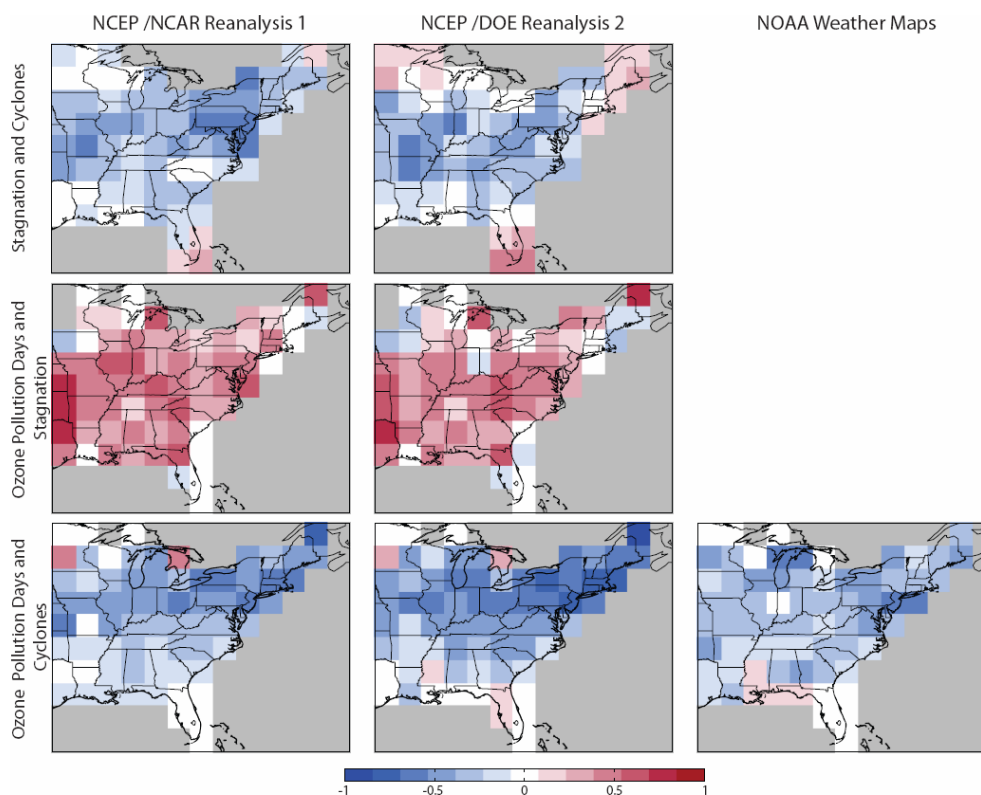 NCEP /NCAR Reanalysis 1
NCEP /DOE Reanalysis 2
NOAA Weather Maps
Stagnation and Cyclones
Ozone Pollution Days and
Stagnation
Ozone Pollution Days and
Cyclones
-1
-0.5
0
0.5
1